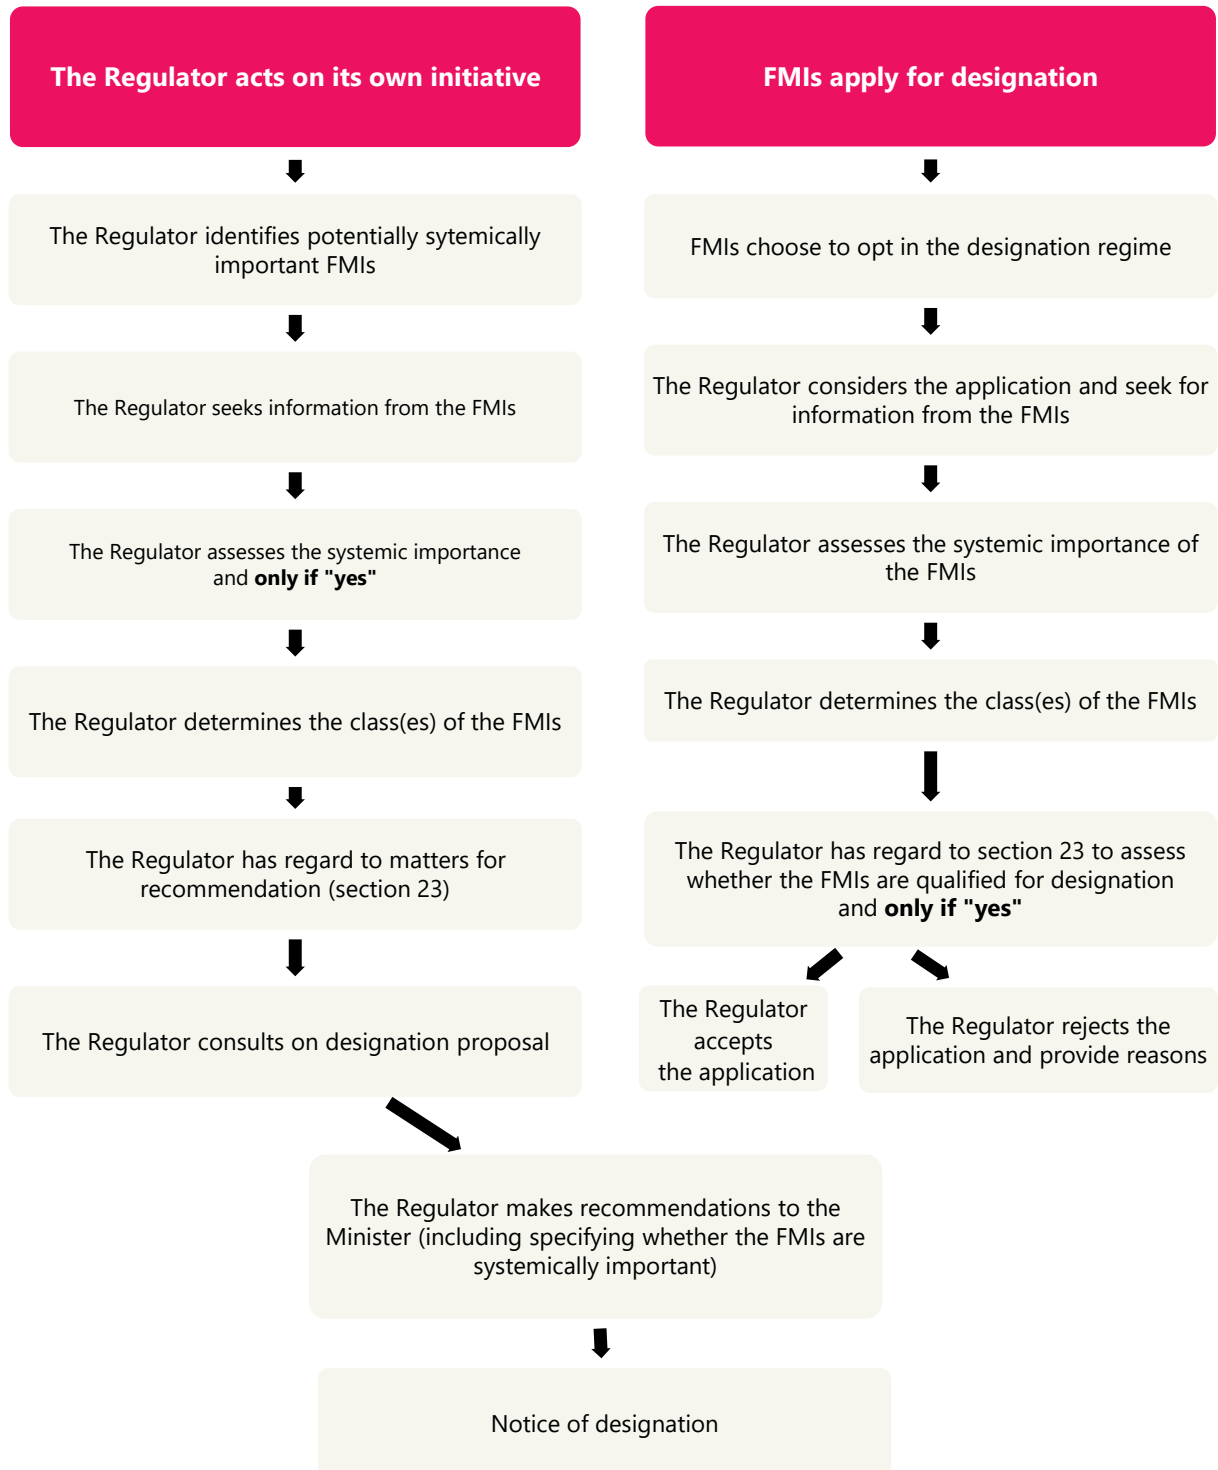 The Regulator acts on its own initiative
The Regulator identifies potentially sytemically
important FMIs
The Regulator seeks information from the FMIs
The Regulator assesses the systemic importance
and only if "yes"
The Regulator determines the class(es) of the FMIs
The Regulator has regard to matters for
recommendation (section 23)
The Regulator consults on designation proposal
FMIs apply for designation
FMIs choose to opt in the designation regime
The Regulator considers the application and seek for
information from the FMIs
The Regulator assesses the systemic importance of
the FMIs
The Regulator determines the class(es) of the FMIs
The Regulator has regard to section 23 to assess
whether the FMIs are qualified for designation
and only if "yes"
The Regulator
accepts
the application
The Regulator rejects the
application and provide reasons
The Regulator makes recommendations to the
Minister (including specifying whether the FMIs are
systemically important)
Notice of designation